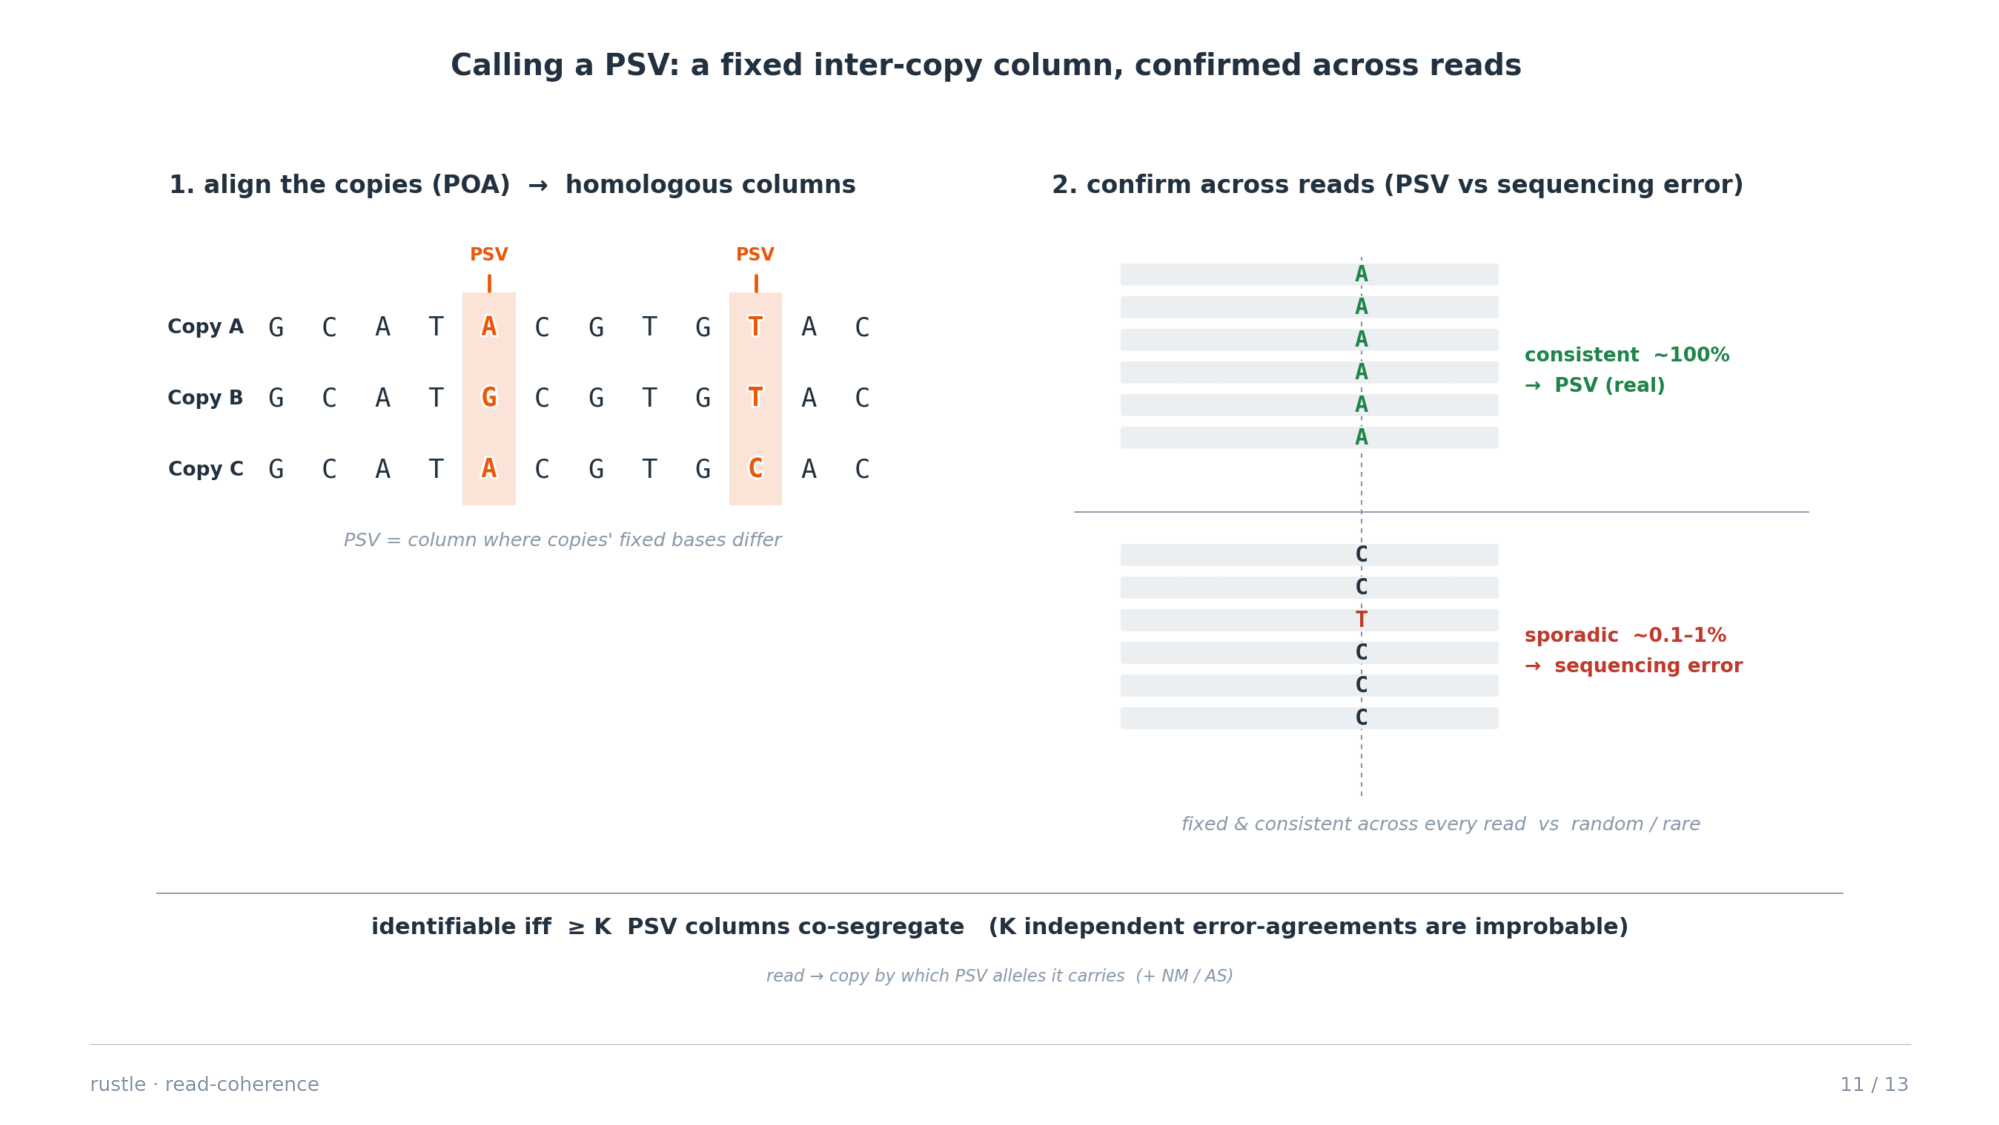 Calling a PSV: a fixed inter-copy column, confirmed across reads
1. align the copies (POA) → homologous columns
PSV PSV
Copy A G C A T A C G T G T A C
Copy B G C A T G C G T G T A C
Copy C G C A T A C G T G C A C
PSV = column where copies' fixed bases differ
2. confirm across reads (PSV vs sequencing error)
A
A
A
A
A
A
consistent ~100%
→ PSV (real)
C
C
T
C
C
C
sporadic ~0.1–1%
→ sequencing error
fixed & consistent across every read vs random / rare
identifiable iff ≥ K PSV columns co-segregate (K independent error-agreements are improbable)
read → copy by which PSV alleles it carries (+ NM / AS)
rustle · read-coherence
11 / 13